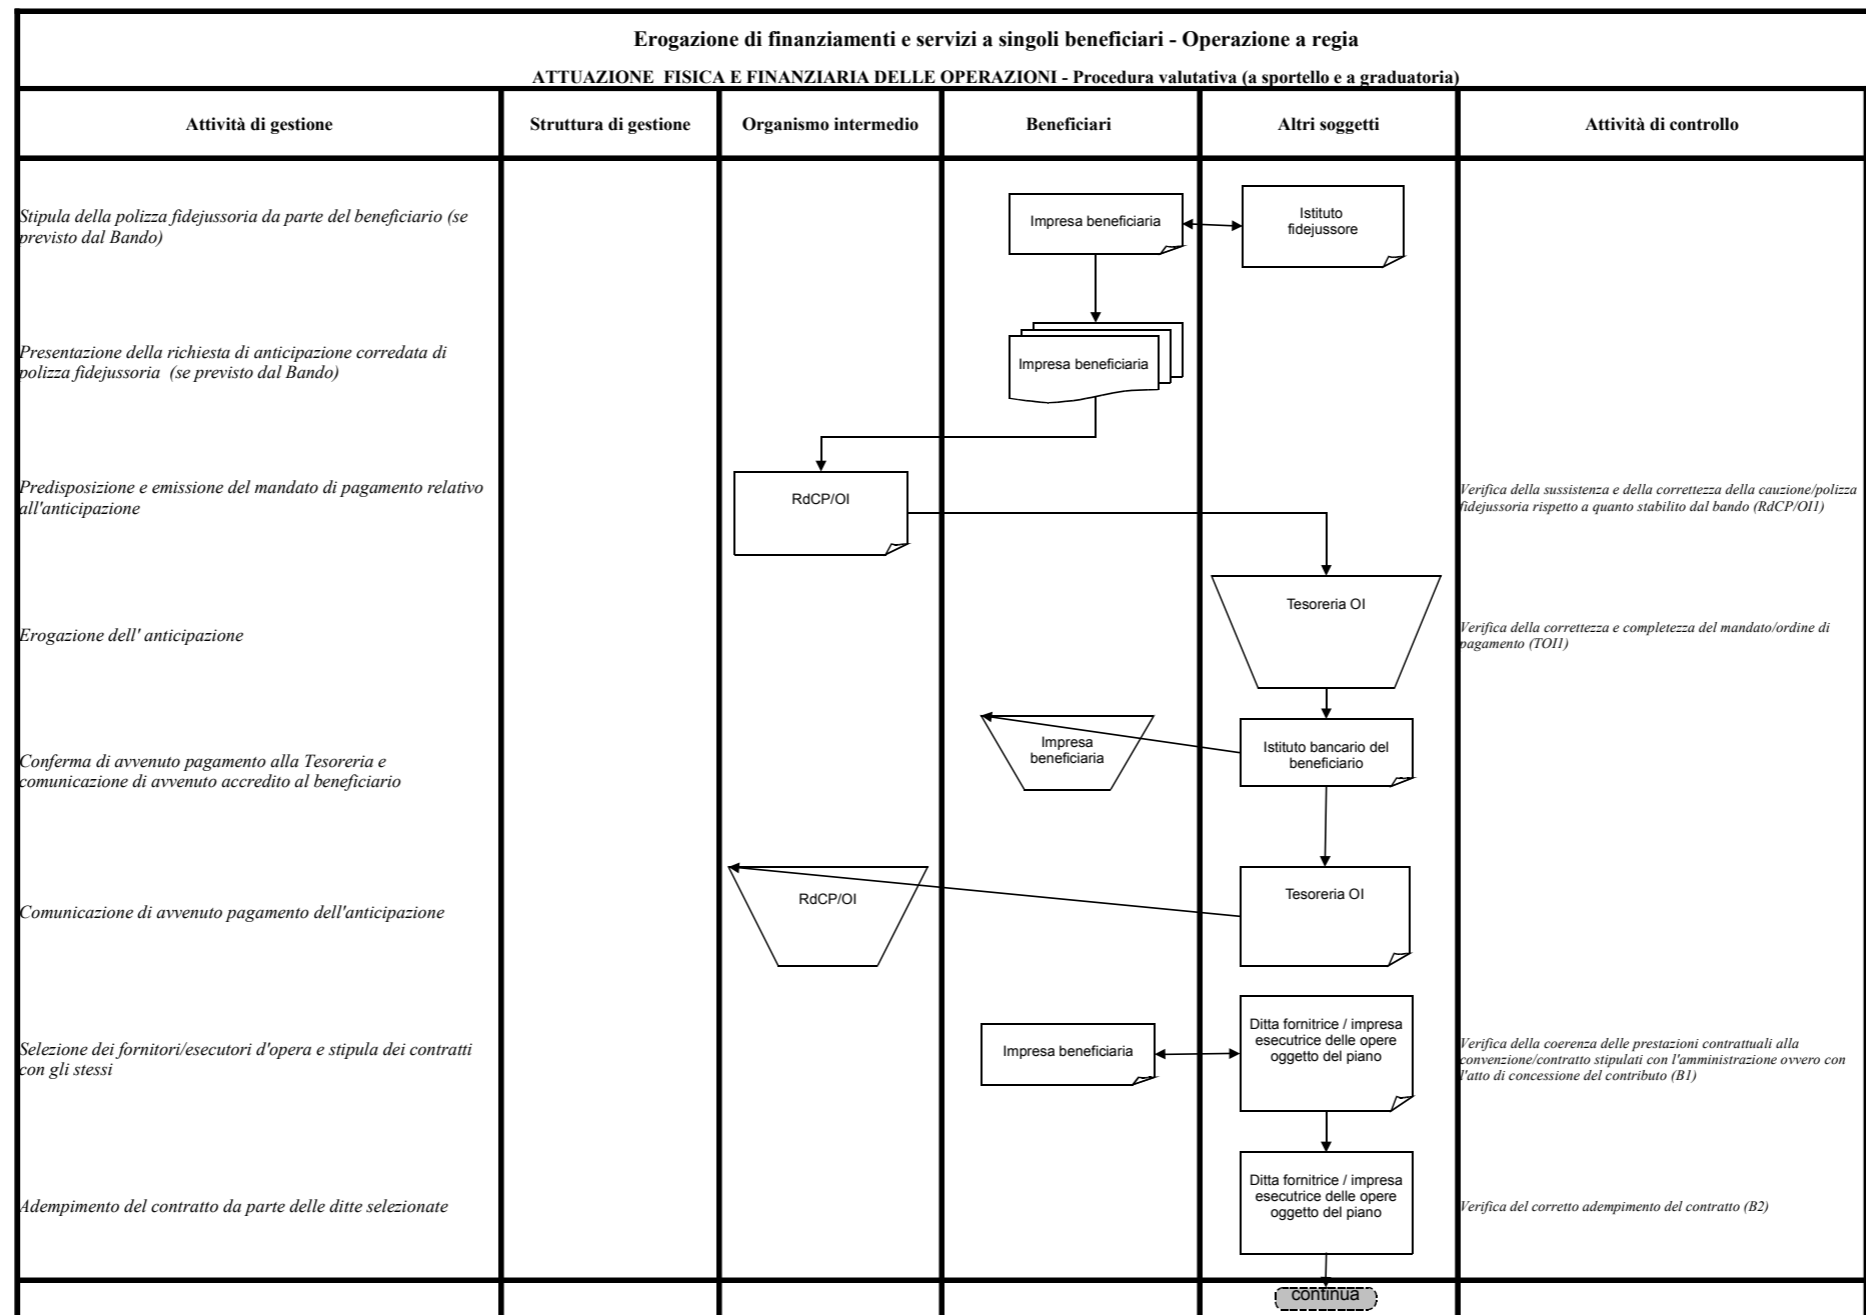 Erogazione di finanziamenti e servizi a singoli beneficiari - Operazione a regia
ATTUAZIONE  FISICA E FINANZIARIA DELLE OPERAZIONI - Procedura valutativa (a sportello e a graduatoria)
Attività di gestione
Struttura di gestione
Organismo intermedio
Beneficiari
Altri soggetti
Attività di controllo
Stipula della polizza fidejussoria da parte del beneficiario (se
previsto dal Bando)
Impresa beneficiaria
Istituto
fidejussore
Presentazione della richiesta di anticipazione corredata di
polizza fidejussoria  (se previsto dal Bando)
Impresa beneficiaria
Predisposizione e emissione del mandato di pagamento relativo
all'anticipazione
RdCP/OI
Verifica della sussistenza e della correttezza della cauzione/polizza
fidejussoria rispetto a quanto stabilito dal bando (RdCP/OI1)
Erogazione dell' anticipazione
Tesoreria OI
Verifica della correttezza e completezza del mandato/ordine di
pagamento (TOI1)
Conferma di avvenuto pagamento alla Tesoreria e
comunicazione di avvenuto accredito al beneficiario
Impresa
beneficiaria
Istituto bancario del
beneficiario
Comunicazione di avvenuto pagamento dell'anticipazione
RdCP/OI
Tesoreria OI
Selezione dei fornitori/esecutori d'opera e stipula dei contratti
con gli stessi
Impresa beneficiaria
Ditta fornitrice / impresa
esecutrice delle opere
oggetto del piano
Verifica della coerenza delle prestazioni contrattuali alla
convenzione/contratto stipulati con l'amministrazione ovvero con
l'atto di concessione del contributo (B1)
Adempimento del contratto da parte delle ditte selezionate
Ditta fornitrice / impresa
esecutrice delle opere
oggetto del piano
Verifica del corretto adempimento del contratto (B2)
continua